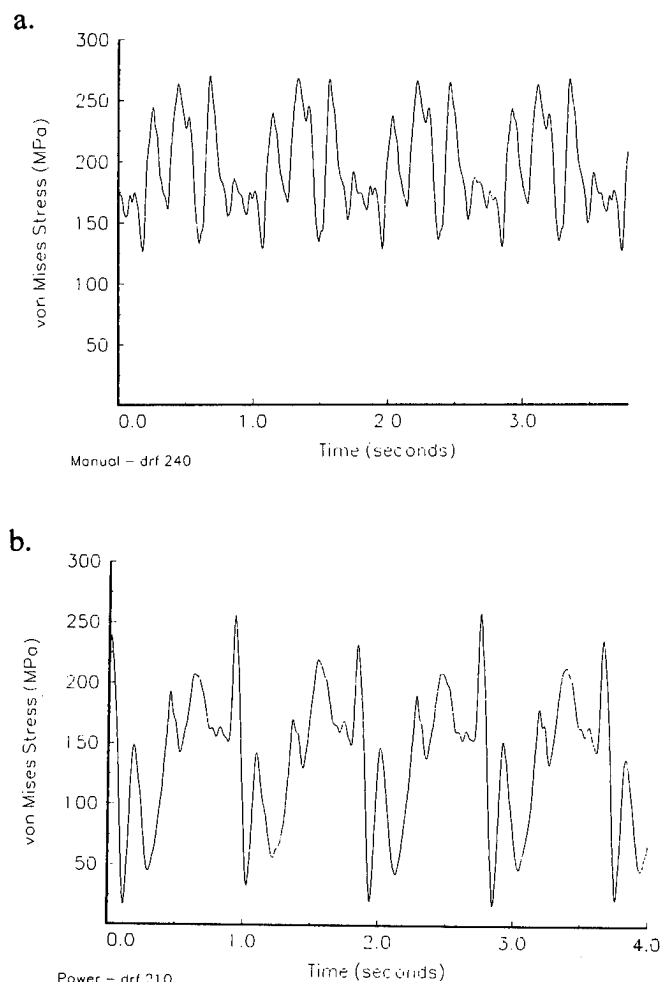 a.
300
250
200
150
100
50
von Mises Stress (MPa)
0.0 1.0 2.0 3.0
Time (seconds)
Manual – drf 240
b.
300
250
200
150
100
50
von Mises Stress (MPa)
0.0 1.0 2.0 3.0 4.0
Time (seconds)
Power – drf 210